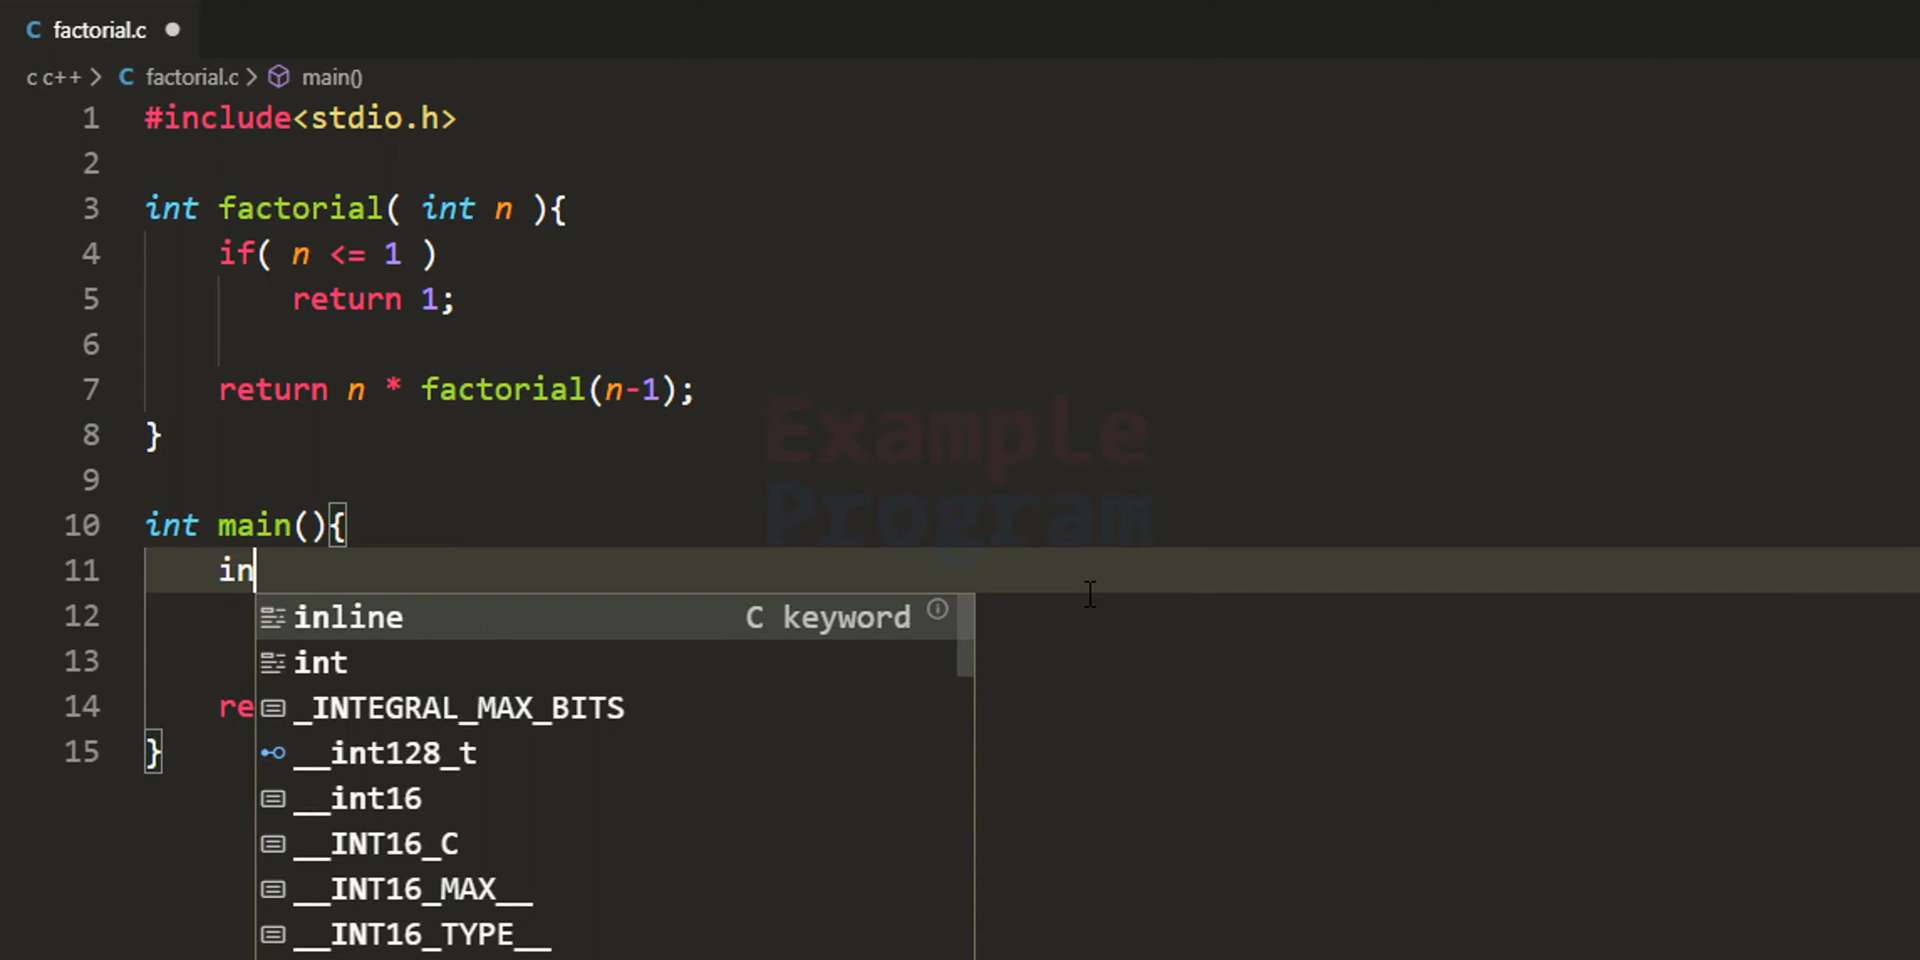 factorial.c
c c++ > factorial.c > main()
1 #include<stdio.h>
2
3 int factorial( int n ){
4 if( n <= 1 )
5 return 1;
6
7 return n * factorial(n-1);
8 }
9
10 int main(){
11 in
12
13
14 re
15 }
inline C keyword
int
_INTEGRAL_MAX_BITS
__int128_t
__int16
__INT16_C
__INT16_MAX__
__INT16_TYPE__
Example
Program